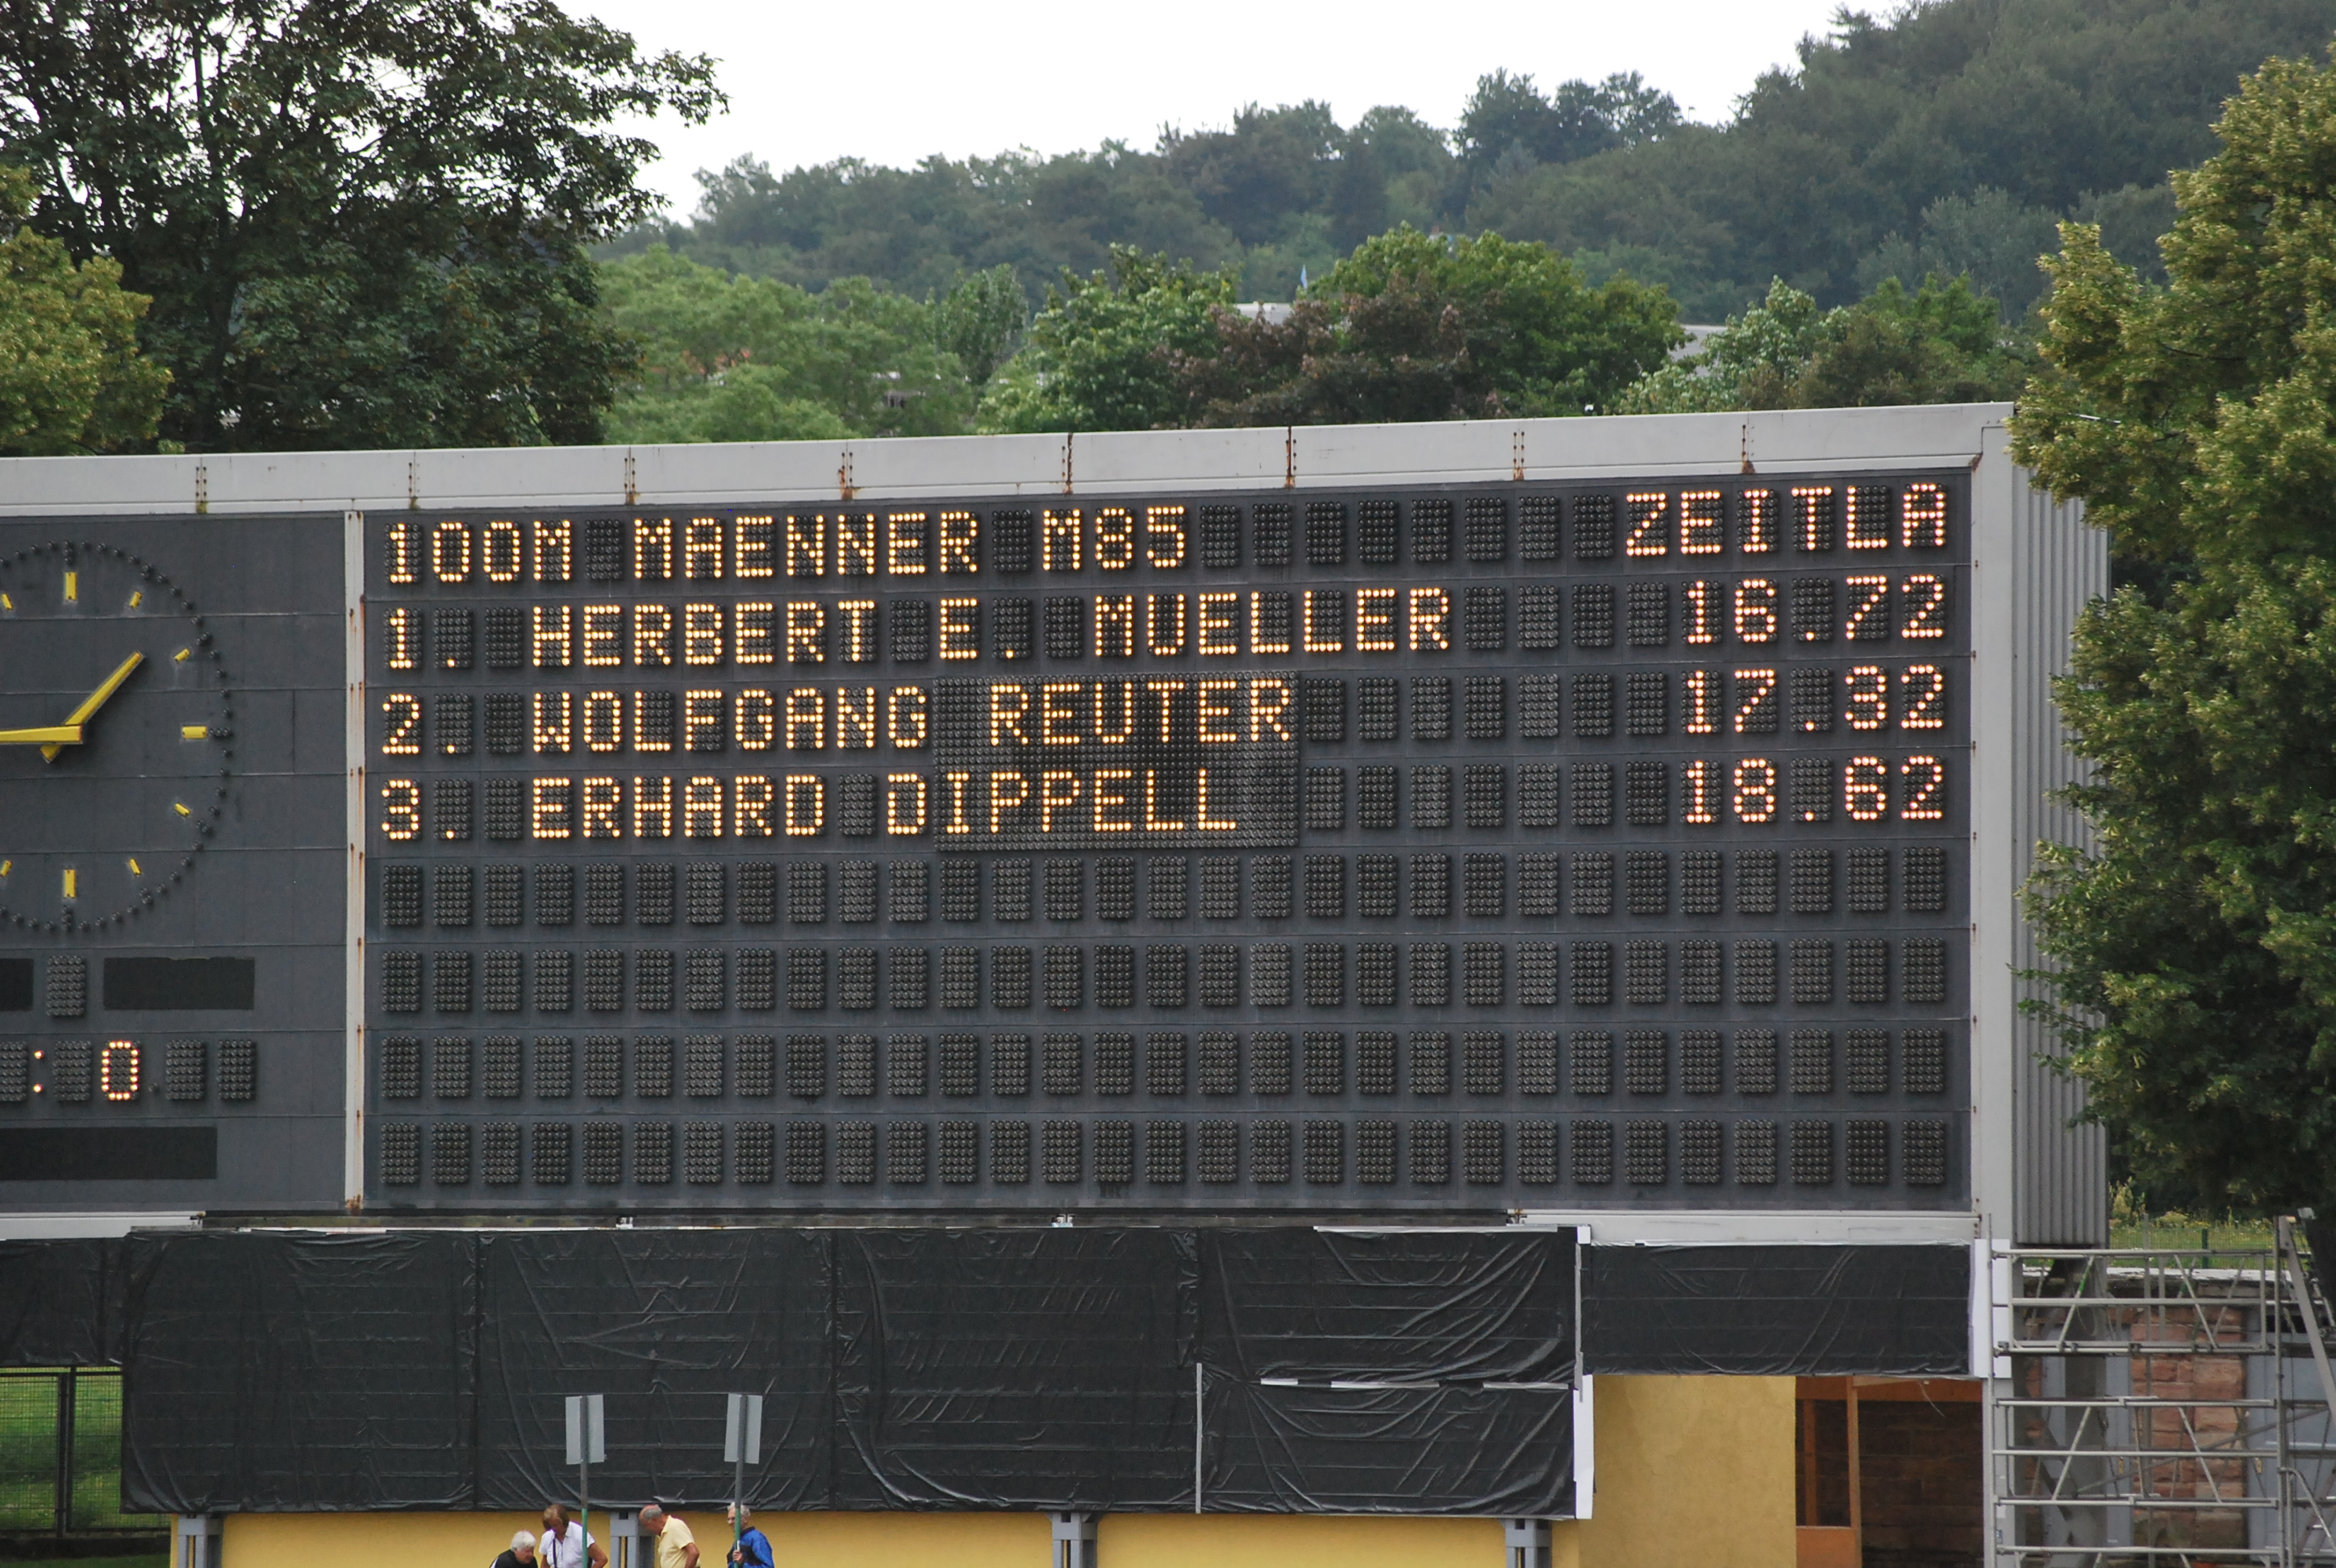 100M MAENNER M85 ZEITLA
1. HERBERT E. MUELLER 16.72
2. WOLFGANG REUTER 17.32
3. ERHARD DIPPELL 18.62
: 0